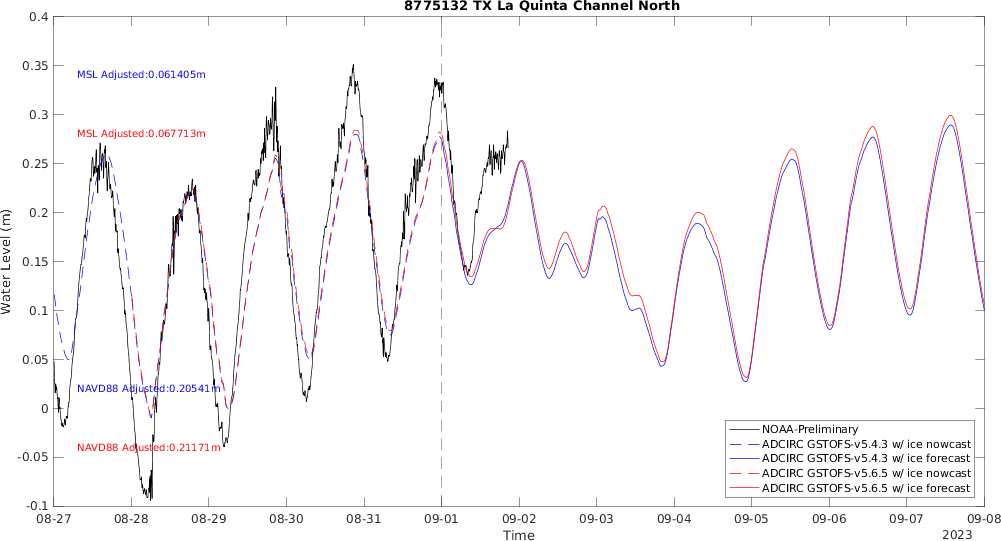 8775132 TX La Quinta Channel North
0.4
0.35
0.3
0.25
0.2
0.15
0.1
0.05
0
-0.05
-0.1
Water Level (m)
MSL Adjusted:0.061405m
MSL Adjusted:0.067713m
NAVD88 Adjusted:0.20541m
NAVD88 Adjusted:0.21171m
NOAA-Preliminary
ADCIRC GSTOFS-v5.4.3 w/ ice nowcast
ADCIRC GSTOFS-v5.4.3 w/ ice forecast
ADCIRC GSTOFS-v5.6.5 w/ ice nowcast
ADCIRC GSTOFS-v5.6.5 w/ ice forecast
08-27 08-28 08-29 08-30 08-31 09-01 09-02 09-03 09-04 09-05 09-06 09-07 09-08
Time
2023